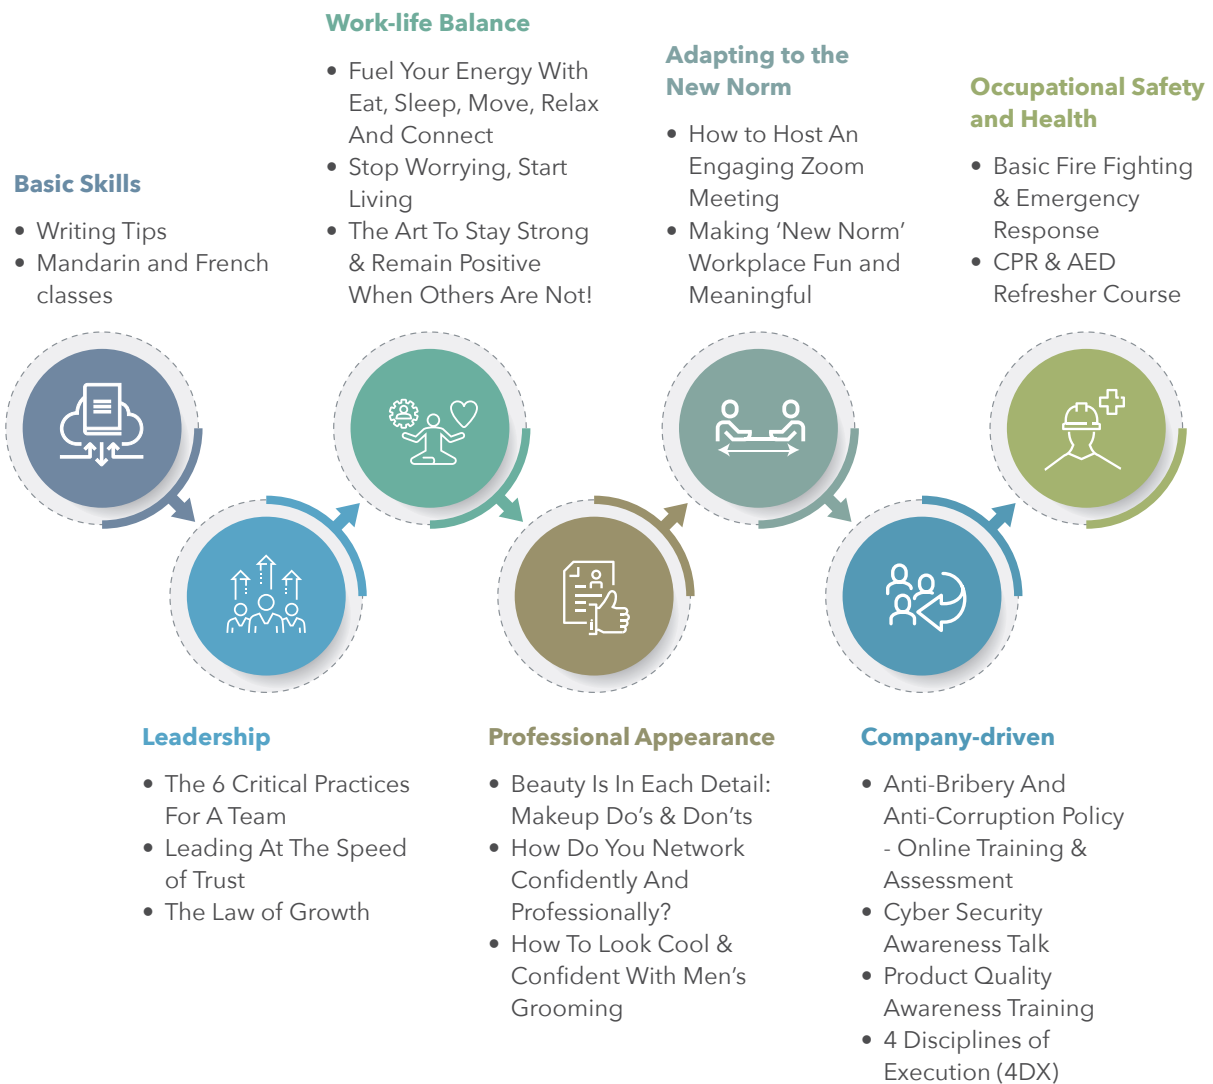 Basic Skills
• Writing Tips
• Mandarin and French
classes
Leadership
• The 6 Critical Practices
For A Team
• Leading At The Speed
of Trust
• The Law of Growth
Work-life Balance
• Fuel Your Energy With
Eat, Sleep, Move, Relax
And Connect
• Stop Worrying, Start
Living
• The Art To Stay Strong
& Remain Positive
When Others Are Not!
Professional Appearance
• Beauty Is In Each Detail:
Makeup Do’s & Don’ts
• How Do You Network
Confidently And
Professionally?
• How To Look Cool &
Confident With Men’s
Grooming
Adapting to the
New Norm
• How to Host An
Engaging Zoom
Meeting
• Making ‘New Norm’
Workplace Fun and
Meaningful
Company-driven
• Anti-Bribery And
Anti-Corruption Policy
- Online Training &
Assessment
• Cyber Security
Awareness Talk
• Product Quality
Awareness Training
• 4 Disciplines of
Execution (4DX)
Occupational Safety
and Health
• Basic Fire Fighting
& Emergency
Response
• CPR & AED
Refresher Course